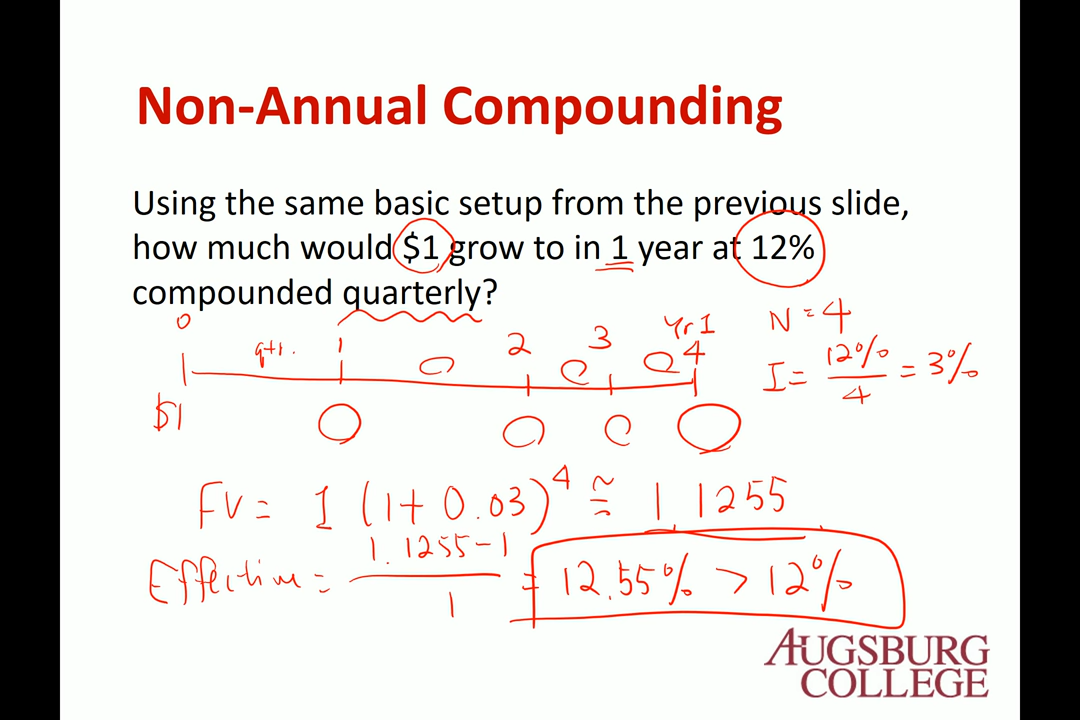 Non-Annual Compounding
Using the same basic setup from the previous slide,
how much would $1 grow to in 1 year at 12%
compounded quarterly?
0 qtr. 1 2 3 Yr 1 4
$1
N = 4
I = 12% / 4 = 3%
FV = 1 (1 + 0.03)^4 ≅ 1.1255
Effective = 1.1255 - 1 / 1 = 12.55% > 12%
AUGSBURG
COLLEGE